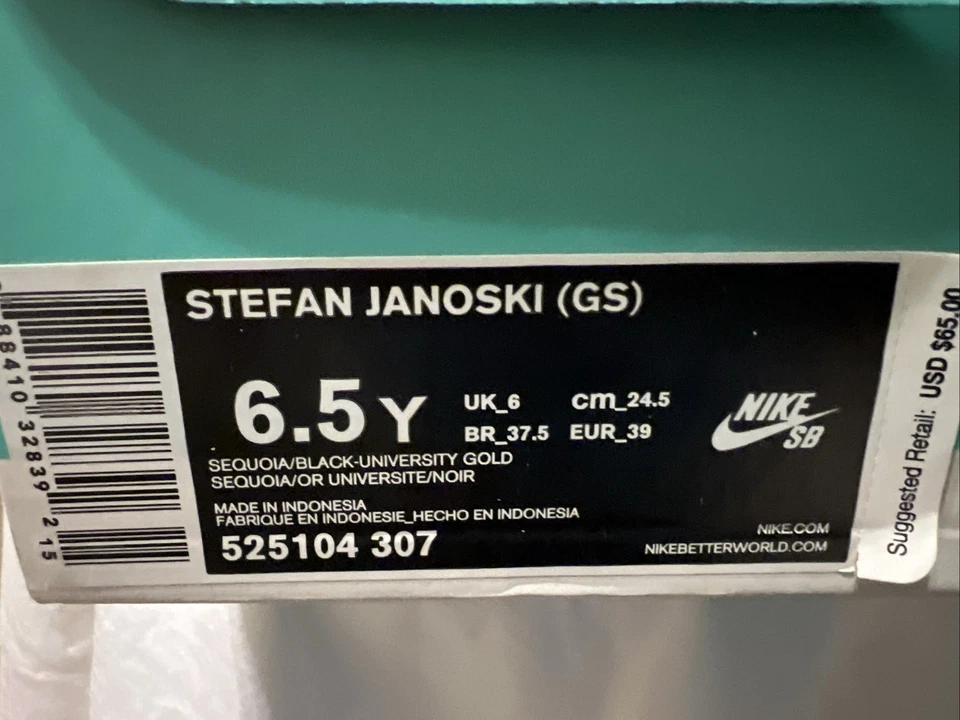 STEFAN JANOSKI (GS)
6.5 Y
UK_6 cm_24.5
BR_37.5 EUR_39
NIKE
SB
SEQUOIA/BLACK-UNIVERSITY GOLD
SEQUOIA/OR UNIVERSITE/NOIR
MADE IN INDONESIA
FABRIQUE EN INDONESIE_HECHO EN INDONESIA
525104 307
NIKE.COM
NIKEBETTERWORLD.COM
Suggested Retail: USD $65.00
88410 32839 2 15